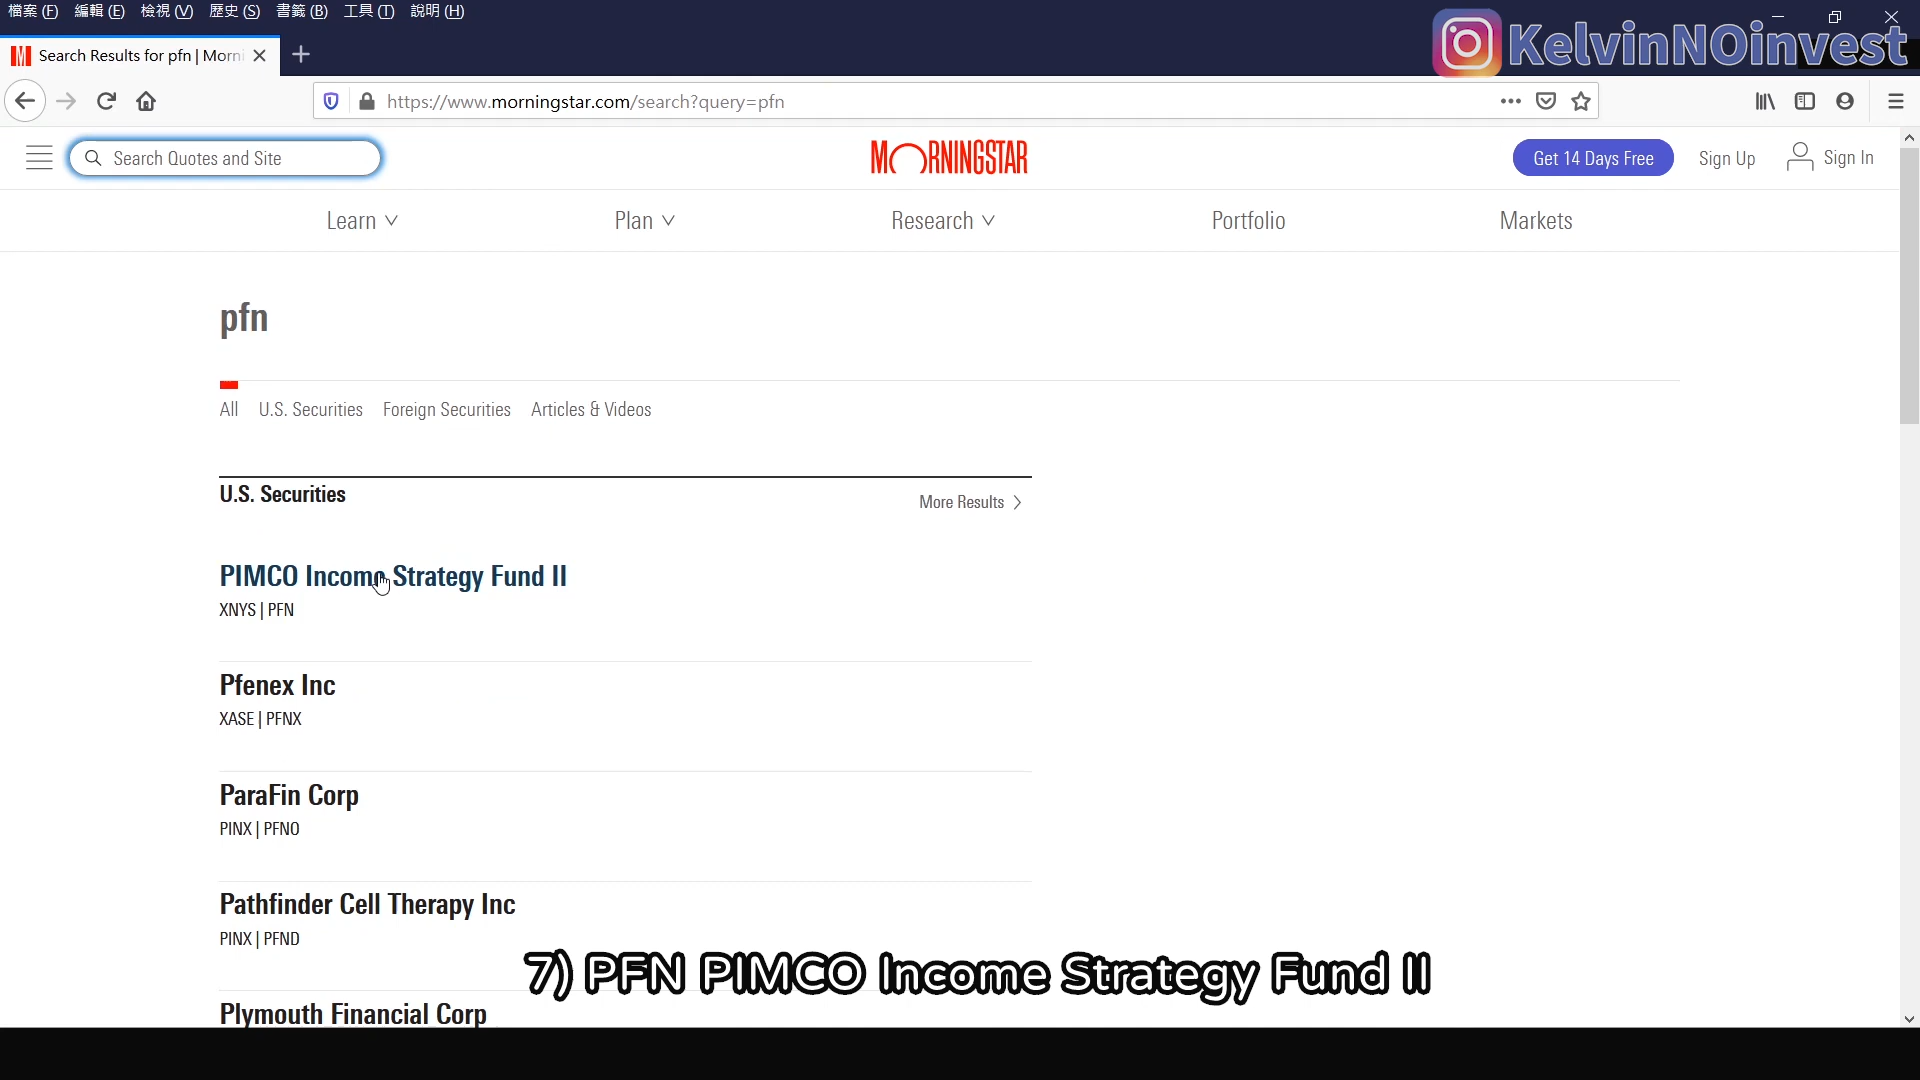 檔案 (F) 編輯 (E) 檢視 (V) 歷史 (S) 書籤 (B) 工具 (T) 說明 (H)
KelvinNOinvest
Search Results for pfn | Morni
https://www.morningstar.com/search?query=pfn
Search Quotes and Site
MORNINGSTAR
Get 14 Days Free
Sign Up
Sign In
Learn
Plan
Research
Portfolio
Markets
pfn
All U.S. Securities Foreign Securities Articles & Videos
U.S. Securities
More Results
PIMCO Income Strategy Fund II
XNYS | PFN
Pfenex Inc
XASE | PFNX
ParaFin Corp
PINX | PFNO
Pathfinder Cell Therapy Inc
PINX | PFND
7) PFN PIMCO Income Strategy Fund II
Plymouth Financial Corp